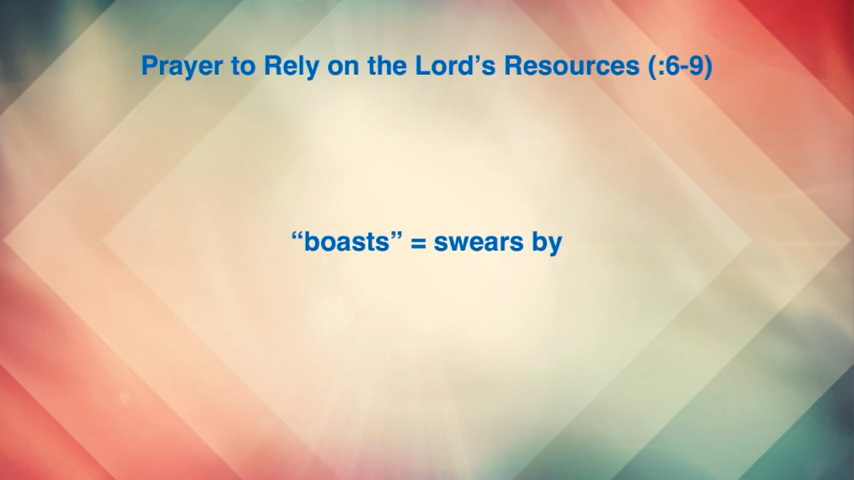 Prayer to Rely on the Lord’s Resources (:6-9)
“boasts” = swears by